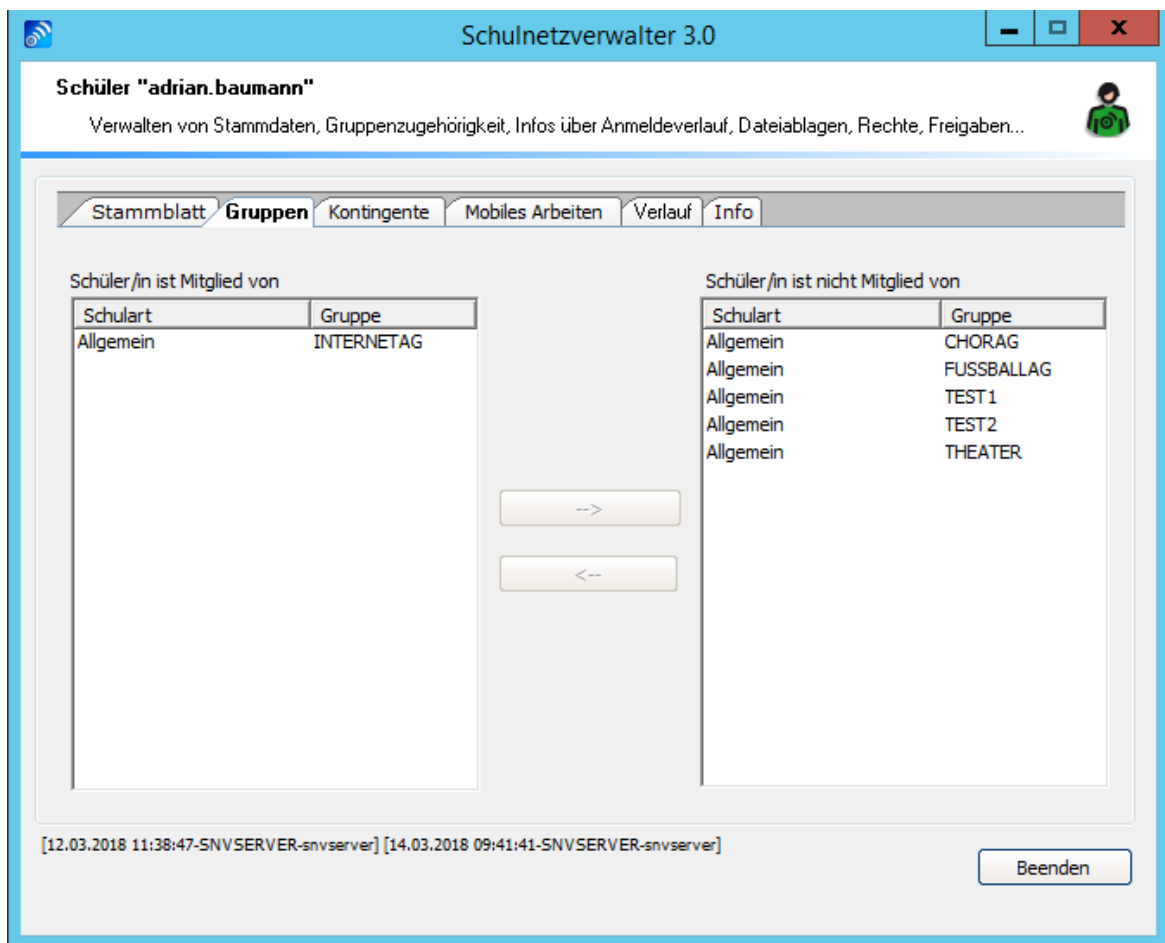 Schulnetzverwalter 3.0
Schüler "adrian.baumann"
Verwalten von Stammdaten, Gruppenzugehörigkeit, Infos über Anmeldeverlauf, Dateiablagen, Rechte, Freigaben...
Stammblatt Gruppen Kontingente Mobiles Arbeiten Verlauf Info
Schüler/in ist Mitglied von
Schulart Gruppe
Allgemein INTERNETAG
Schüler/in ist nicht Mitglied von
Schulart Gruppe
Allgemein CHORAG
Allgemein FUSSBALLAG
Allgemein TEST1
Allgemein TEST2
Allgemein THEATER
-->
<--
[12.03.2018 11:38:47-SNVSERVER-snvserver] [14.03.2018 09:41:41-SNVSERVER-snvserver]
Beenden